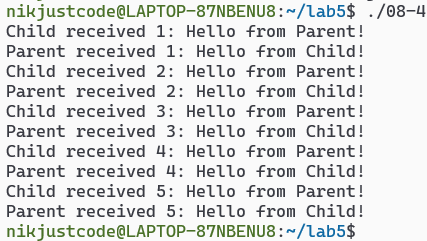 nikjustcode@LAPTOP-87NBENU8:~/lab5$ ./08-4
Child received 1: Hello from Parent!
Parent received 1: Hello from Child!
Child received 2: Hello from Parent!
Parent received 2: Hello from Child!
Child received 3: Hello from Parent!
Parent received 3: Hello from Child!
Child received 4: Hello from Parent!
Parent received 4: Hello from Child!
Child received 5: Hello from Parent!
Parent received 5: Hello from Child!
nikjustcode@LAPTOP-87NBENU8:~/lab5$